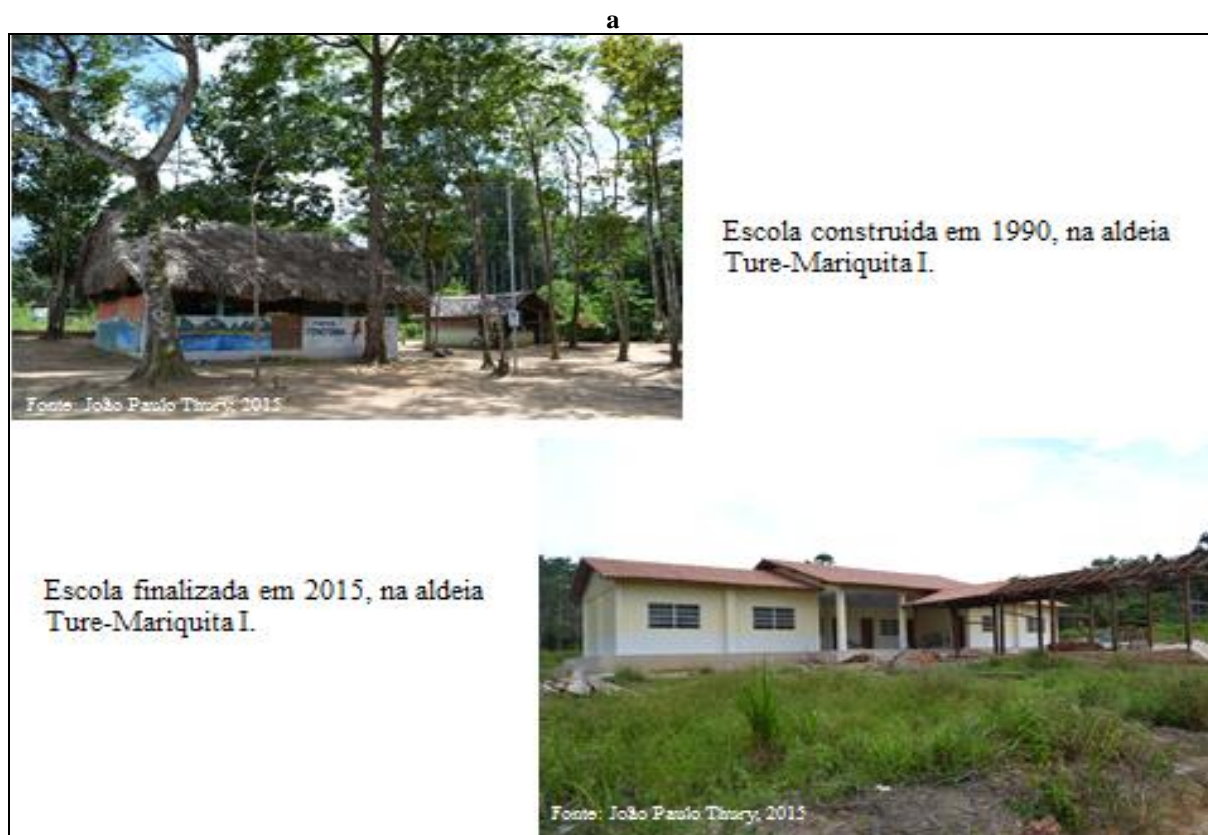 a
Escola construida em 1990, na aldeia
Ture-Mariquita I.
Fonte: João Paulo Thury, 2015
Escola finalizada em 2015, na aldeia
Ture-Mariquita I.
Fonte: João Paulo Thury, 2015